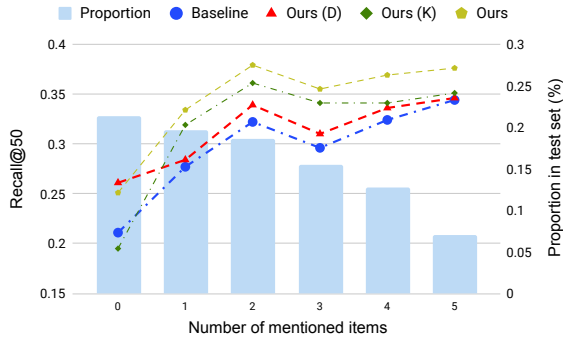 Proportion Baseline Ours (D) Ours (K) Ours
0.4 0.3
0.35 0.25
0.2
0.3 0.15
0.25 0.1
0.2 0.05
0.15 0
Recall@50
Proportion in test set (%)
0 1 2 3 4 5
Number of mentioned items